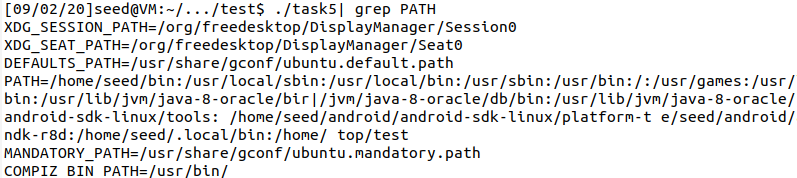 [09/02/20]seed@VM:~/.../test$ ./task5| grep PATH
XDG_SESSION_PATH=/org/freedesktop/DisplayManager/Session0
XDG_SEAT_PATH=/org/freedesktop/DisplayManager/Seat0
DEFAULTS_PATH=/usr/share/gconf/ubuntu.default.path
PATH=/home/seed/bin:/usr/local/sbin:/usr/local/bin:/usr/sbin:/usr/bin:/:/usr/games:/usr/
bin:/usr/lib/jvm/java-8-oracle/bir|/jvm/java-8-oracle/db/bin:/usr/lib/jvm/java-8-oracle/
android-sdk-linux/tools: /home/seed/android/android-sdk-linux/platform-t e/seed/android/
ndk-r8d:/home/seed/.local/bin:/home/ top/test
MANDATORY_PATH=/usr/share/gconf/ubuntu.mandatory.path
COMPIZ BIN PATH=/usr/bin/